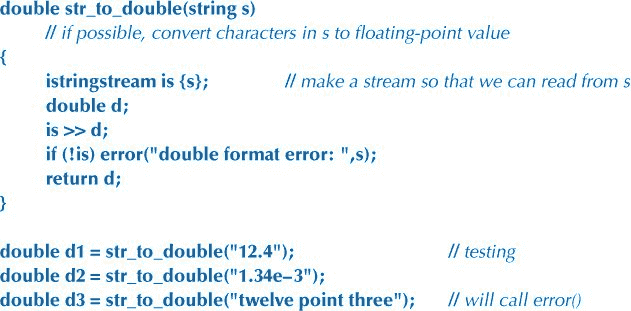 double str_to_double(string s)
// if possible, convert characters in s to floating-point value
{
istringstream is {s}; // make a stream so that we can read from s
double d;
is >> d;
if (!is) error("double format error: ",s);
return d;
}
double d1 = str_to_double("12.4"); // testing
double d2 = str_to_double("1.34e–3");
double d3 = str_to_double("twelve point three"); // will call error()